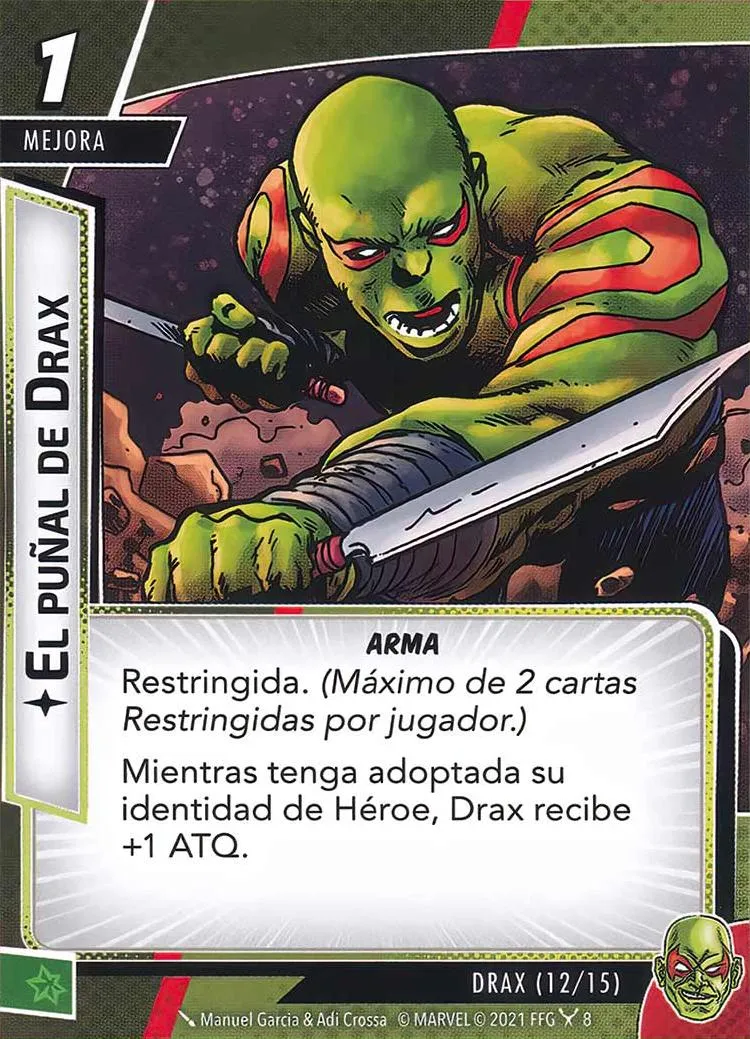 1
MEJORA
EL PUÑAL DE DRAX
ARMA
Restringida. (Máximo de 2 cartas
Restringidas por jugador.)
Mientras tenga adoptada su
identidad de Héroe, Drax recibe
+1 ATQ.
DRAX (12/15)
Manuel Garcia & Adi Crossa © MARVEL © 2021 FFG 8